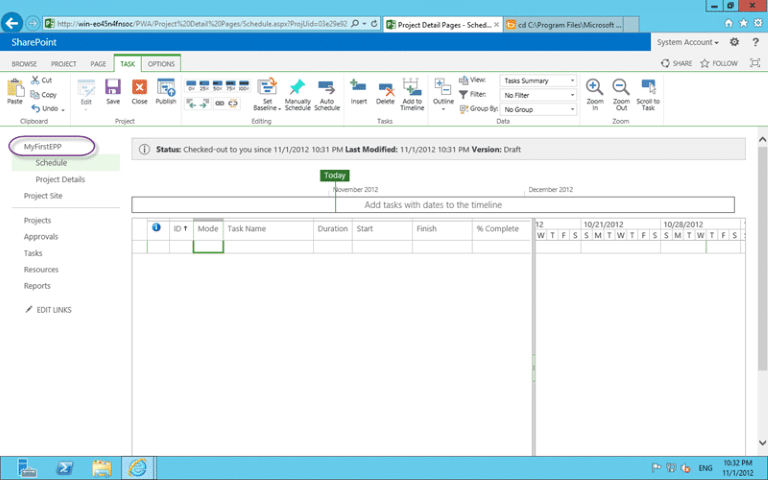 http://win-eo45n4fnsoc/PWA/Project%20Detail%20Pages/Schedule.aspx?ProjUid=03e29e92
Project Detail Pages - Sched...
cd C:\Program Files\Microsoft ...
SharePoint
System Account
BROWSE PROJECT PAGE TASK OPTIONS
SHARE FOLLOW
Paste
Cut
Copy
Undo
Clipboard
Edit
Save
Close
Publish
Project
0% 25% 50% 75% 100%
Set Baseline
Manually Schedule
Auto Schedule
Editing
Insert
Delete
Add to Timeline
Tasks
Outline
View: Tasks Summary
Filter: No Filter
Group By: No Group
Data
Zoom In
Zoom Out
Scroll to Task
Zoom
MyFirstEPP
Schedule
Project Details
Project Site
Projects
Approvals
Tasks
Resources
Reports
EDIT LINKS
Status: Checked-out to you since 11/1/2012 10:31 PM Last Modified: 11/1/2012 10:31 PM Version: Draft
Today
November 2012
December 2012
Add tasks with dates to the timeline
ID Mode Task Name Duration Start Finish % Complete
12 10/21/2012 10/28/2012
W T F S S M T W T F S S M T W T F S
ENG
10:32 PM
11/1/2012